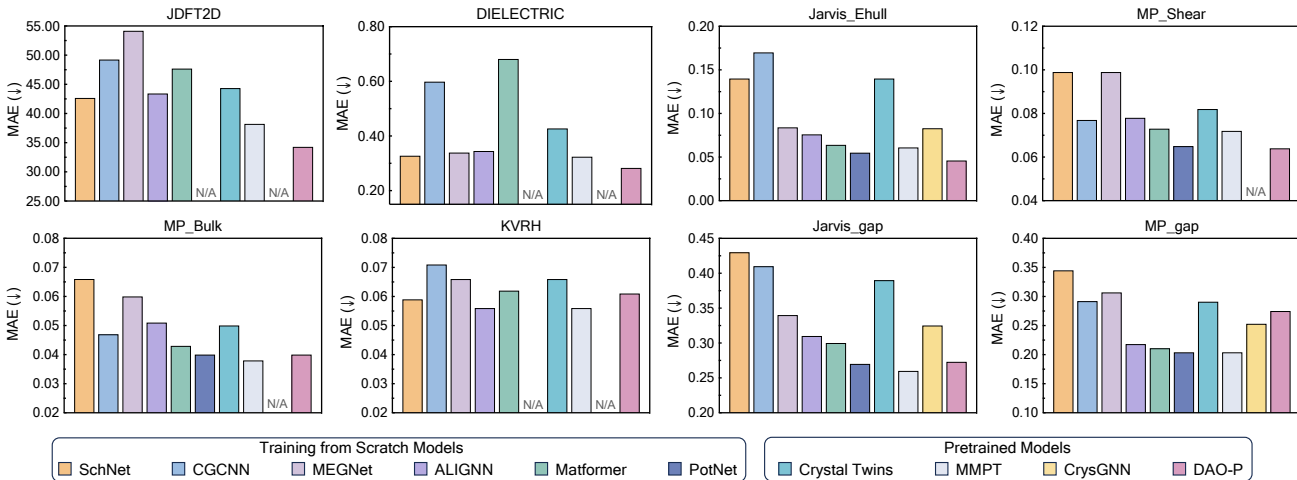 JDFT2D
MAE (↓)
55.00
50.00
45.00
40.00
35.00
30.00
25.00
N/A
N/A
DIELECTRIC
MAE (↓)
0.80
0.60
0.40
0.20
N/A
N/A
Jarvis_Ehull
MAE (↓)
0.20
0.15
0.10
0.05
0.00
MP_Shear
MAE (↓)
0.12
0.10
0.08
0.06
0.04
N/A
MP_Bulk
MAE (↓)
0.08
0.07
0.06
0.05
0.04
0.03
0.02
N/A
KVRH
MAE (↓)
0.08
0.07
0.06
0.05
0.04
0.03
0.02
N/A
N/A
Jarvis_gap
MAE (↓)
0.45
0.40
0.35
0.30
0.25
0.20
MP_gap
MAE (↓)
0.40
0.35
0.30
0.25
0.20
0.15
0.10
Training from Scratch Models
SchNet CGCNN MEGNet ALIGNN Matformer PotNet
Pretrained Models
Crystal Twins MMPT CrysGNN DAO-P